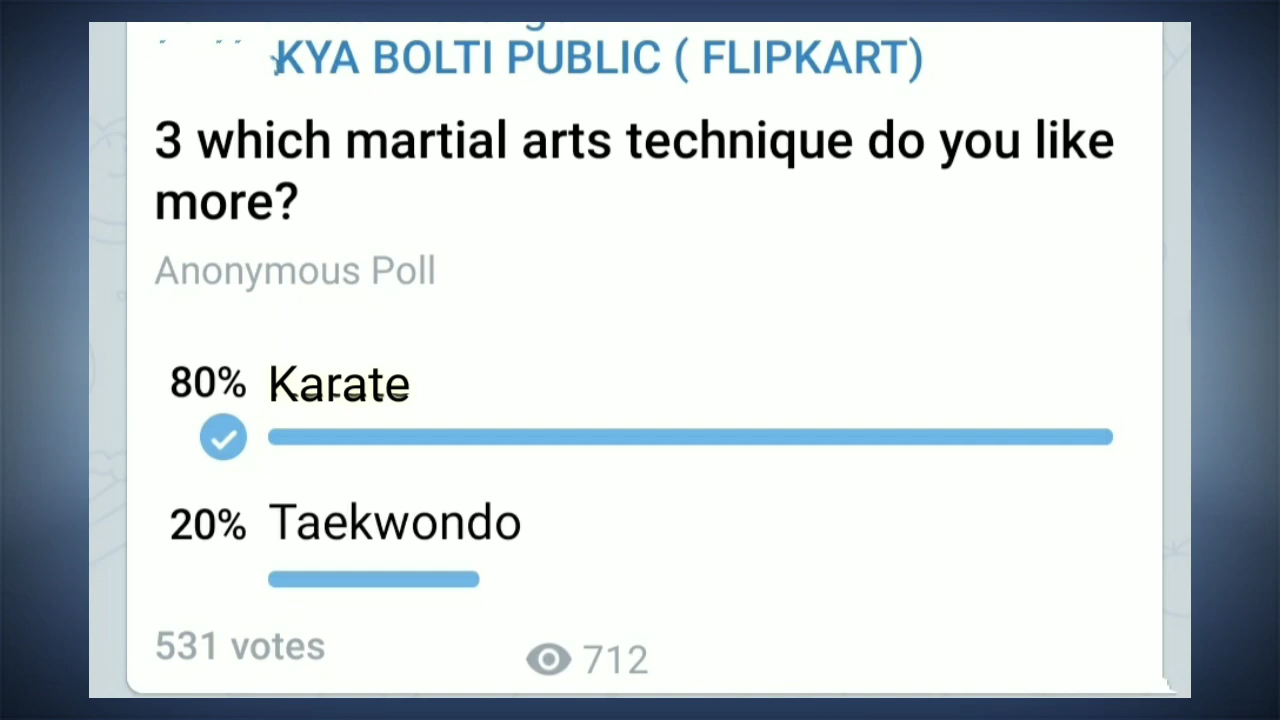 KYA BOLTI PUBLIC ( FLIPKART)
3 which martial arts technique do you like
more?
Anonymous Poll
80% Karate
20% Taekwondo
531 votes 712